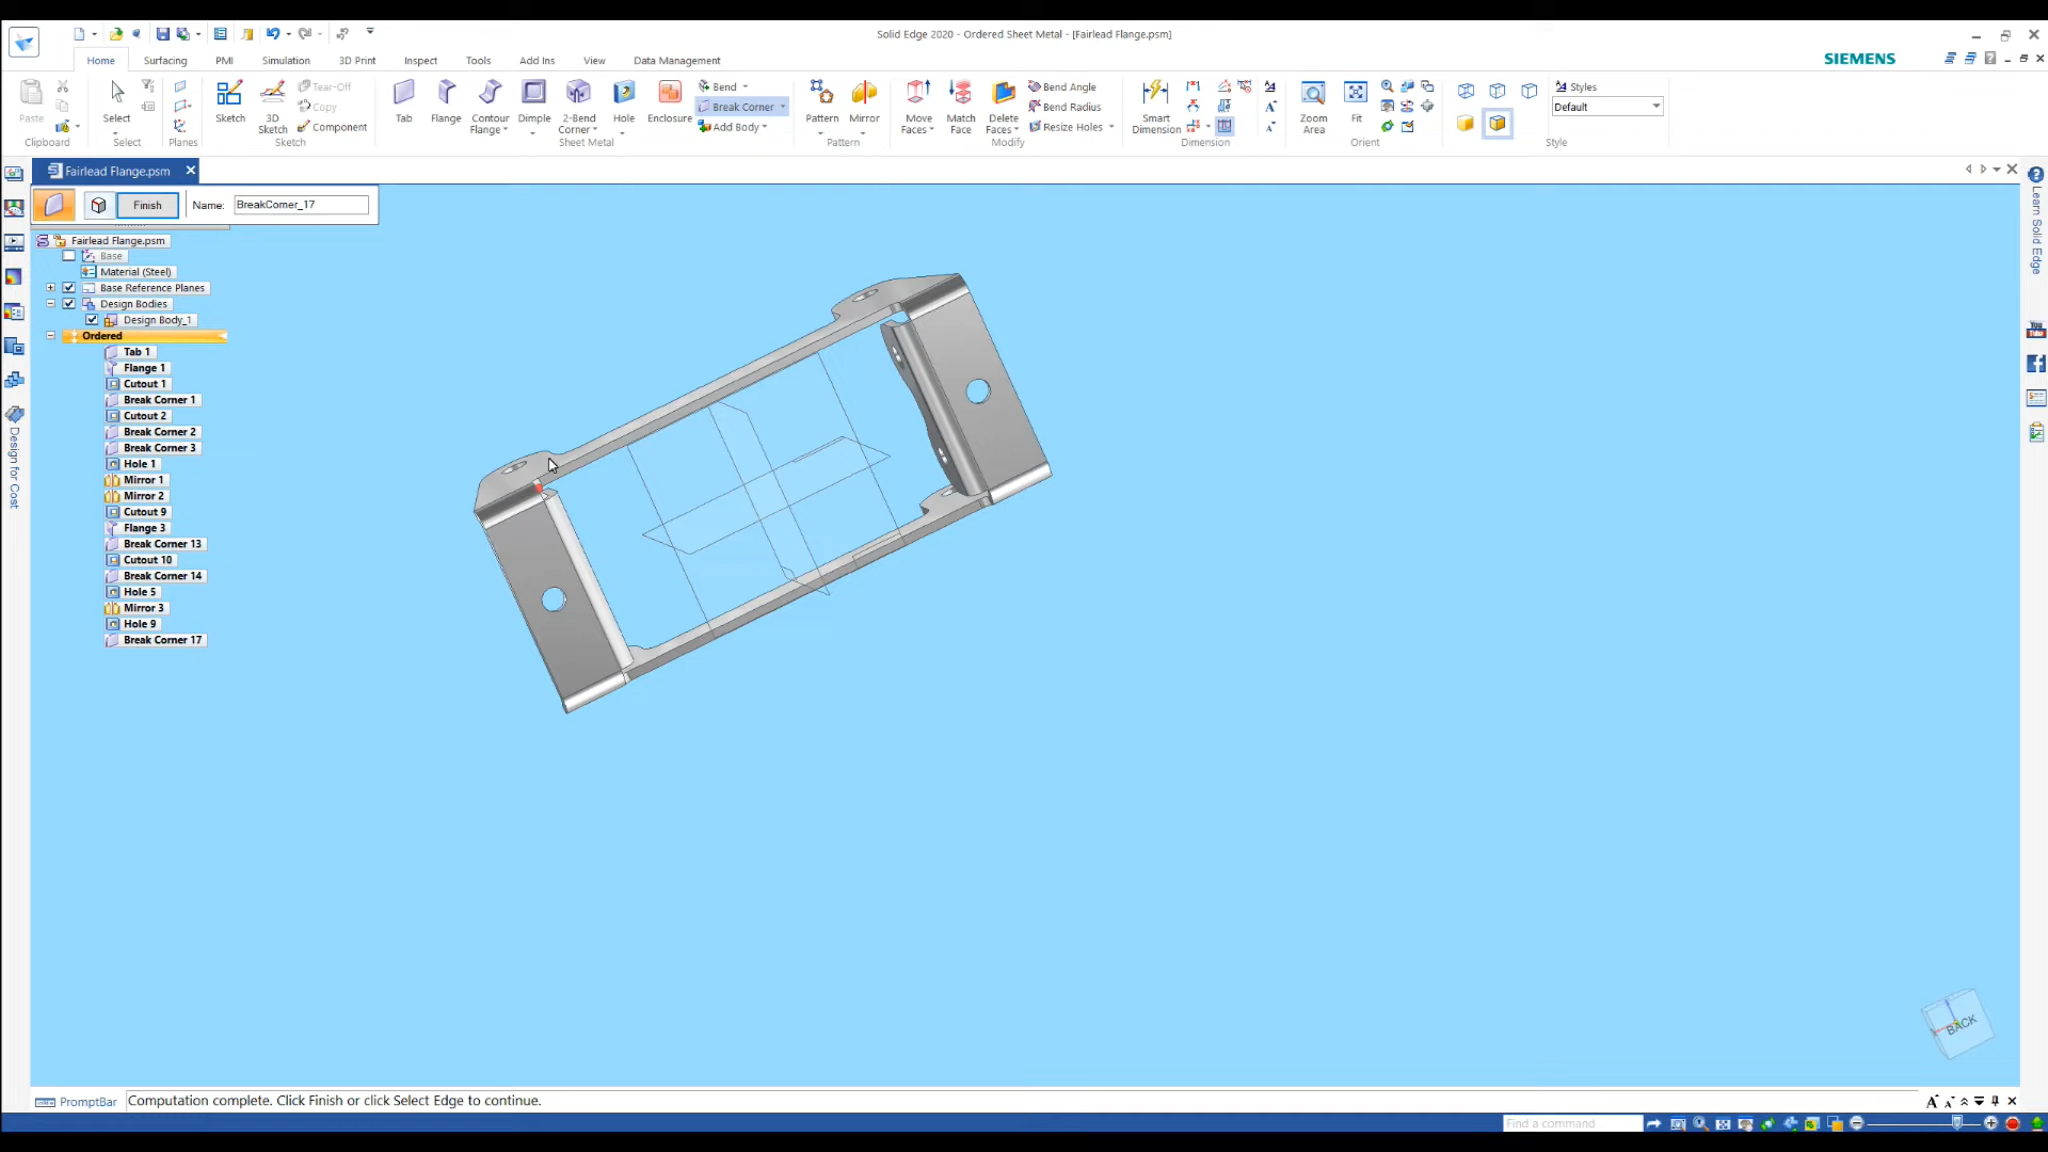 Solid Edge 2020 - Ordered Sheet Metal - [Fairlead Flange.psm]
Home Surfacing PMI Simulation 3D Print Inspect Tools Add Ins View Data Management
SIEMENS
Paste
Clipboard
Select
Select
Planes
Sketch
3D Sketch
Tear-Off
Copy
Component
Sketch
Tab
Flange
Contour Flange
Dimple
2-Bend Corner
Hole
Enclosure
Bend
Break Corner
Add Body
Sheet Metal
Pattern
Mirror
Pattern
Move Faces
Match Face
Delete Faces
Bend Angle
Bend Radius
Resize Holes
Modify
Smart Dimension
Dimension
Zoom Area
Fit
Orient
Styles
Default
Style
Fairlead Flange.psm
Finish
Name: BreakCorner_17
Fairlead Flange.psm
Base
Material (Steel)
Base Reference Planes
Design Bodies
Design Body_1
Ordered
Tab 1
Flange 1
Cutout 1
Break Corner 1
Cutout 2
Break Corner 2
Break Corner 3
Hole 1
Mirror 1
Mirror 2
Cutout 9
Flange 3
Break Corner 13
Cutout 10
Break Corner 14
Hole 5
Mirror 3
Hole 9
Break Corner 17
Design for Cost
Learn Solid Edge
You Tube
BACK
PromptBar Computation complete. Click Finish or click Select Edge to continue.
Find a command